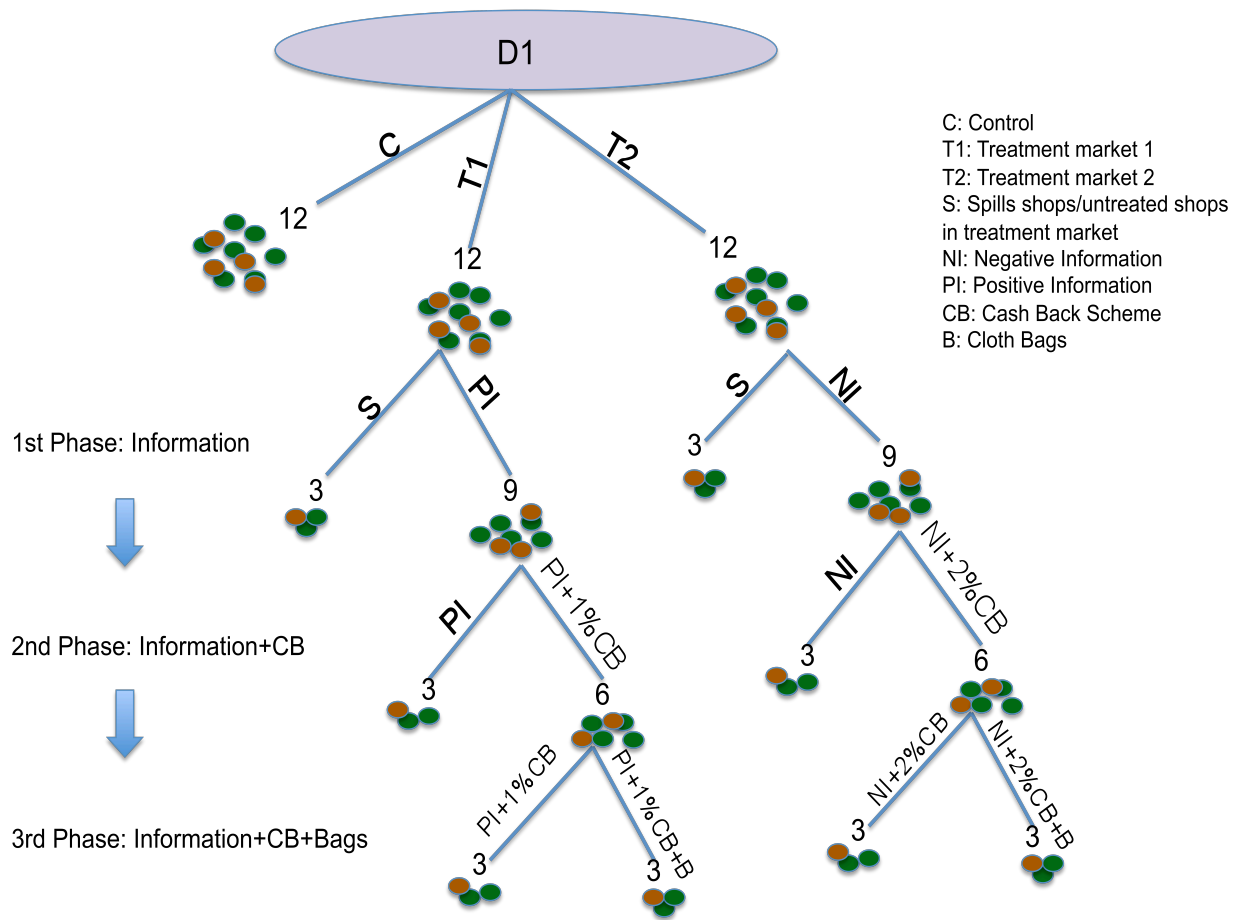 D1
C
T1
T2
C: Control
T1: Treatment market 1
T2: Treatment market 2
S: Spills shops/untreated shops
in treatment market
NI: Negative Information
PI: Positive Information
CB: Cash Back Scheme
B: Cloth Bags
12
12
12
S
PI
S
NI
1st Phase: Information
3
9
3
9
PI
PI+1%CB
NI
NI+2%CB
2nd Phase: Information+CB
3
6
3
6
PI+1%CB
PI+1%CB+B
NI+2%CB
NI+2%CB+B
3rd Phase: Information+CB+Bags
3
3
3
3